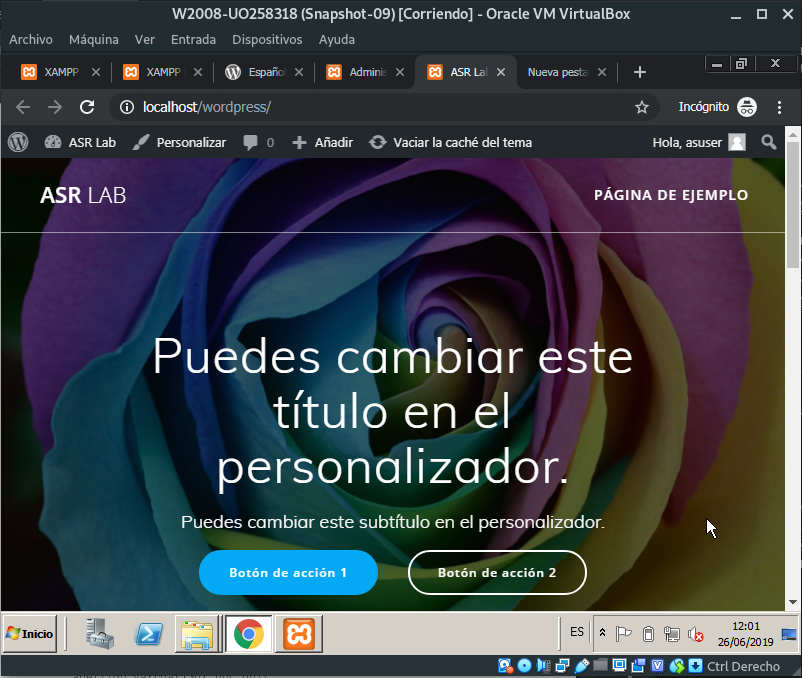 W2008-UO258318 (Snapshot-09) [Corriendo] - Oracle VM VirtualBox
Archivo Máquina Ver Entrada Dispositivos Ayuda
XAMPP XAMPP Español Adminis ASR Lab Nueva pesta
localhost/wordpress/ Incógnito
ASR Lab Personalizar 0 Añadir Vaciar la caché del tema Hola, asuser
ASR LAB PÁGINA DE EJEMPLO
Puedes cambiar este
título en el
personalizador.
Puedes cambiar este subtítulo en el personalizador.
Botón de acción 1 Botón de acción 2
Inicio ES 12:01
26/06/2019
Ctrl Derecho